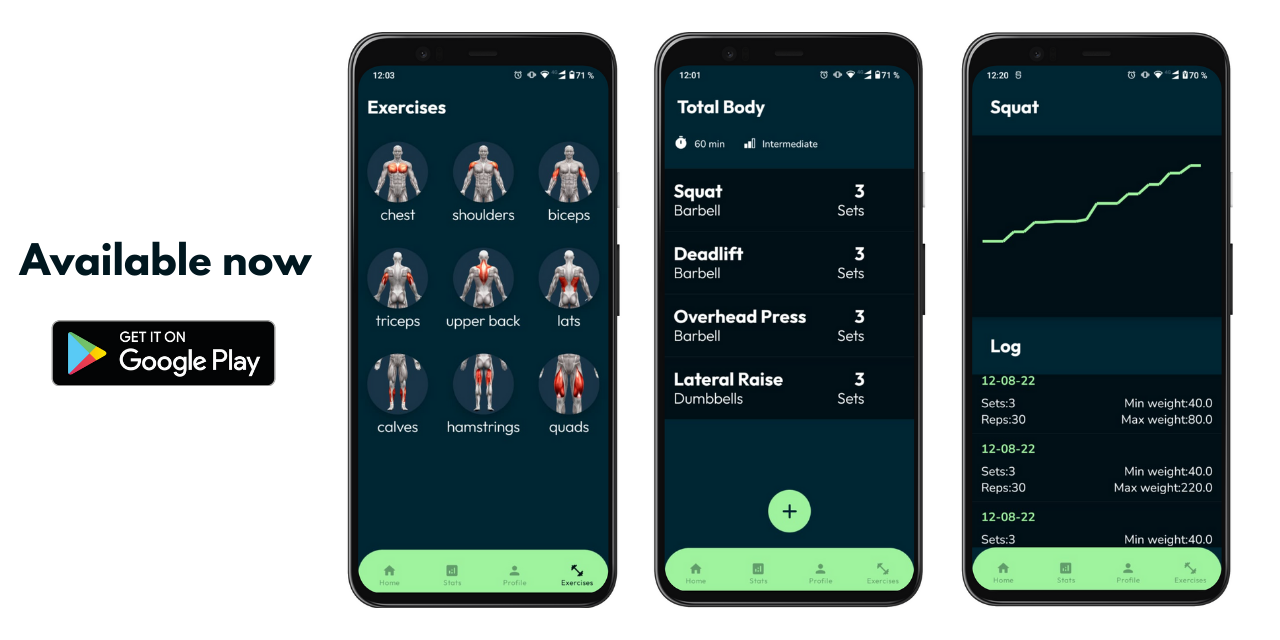 Available now
GET IT ON
Google Play
12:03
71 %
Exercises
chest
shoulders
biceps
triceps
upper back
lats
calves
hamstrings
quads
Home
Stats
Profile
Exercises
12:01
71 %
Total Body
60 min
Intermediate
Squat
3
Barbell
Sets
Deadlift
3
Barbell
Sets
Overhead Press
3
Barbell
Sets
Lateral Raise
3
Dumbbells
Sets
+
Home
Stats
Profile
Exercises
12:20
70 %
Squat
Log
12-08-22
Sets:3
Min weight:40.0
Reps:30
Max weight:80.0
12-08-22
Sets:3
Min weight:40.0
Reps:30
Max weight:220.0
12-08-22
Sets:3
Min weight:40.0
Home
Stats
Profile
Exercises